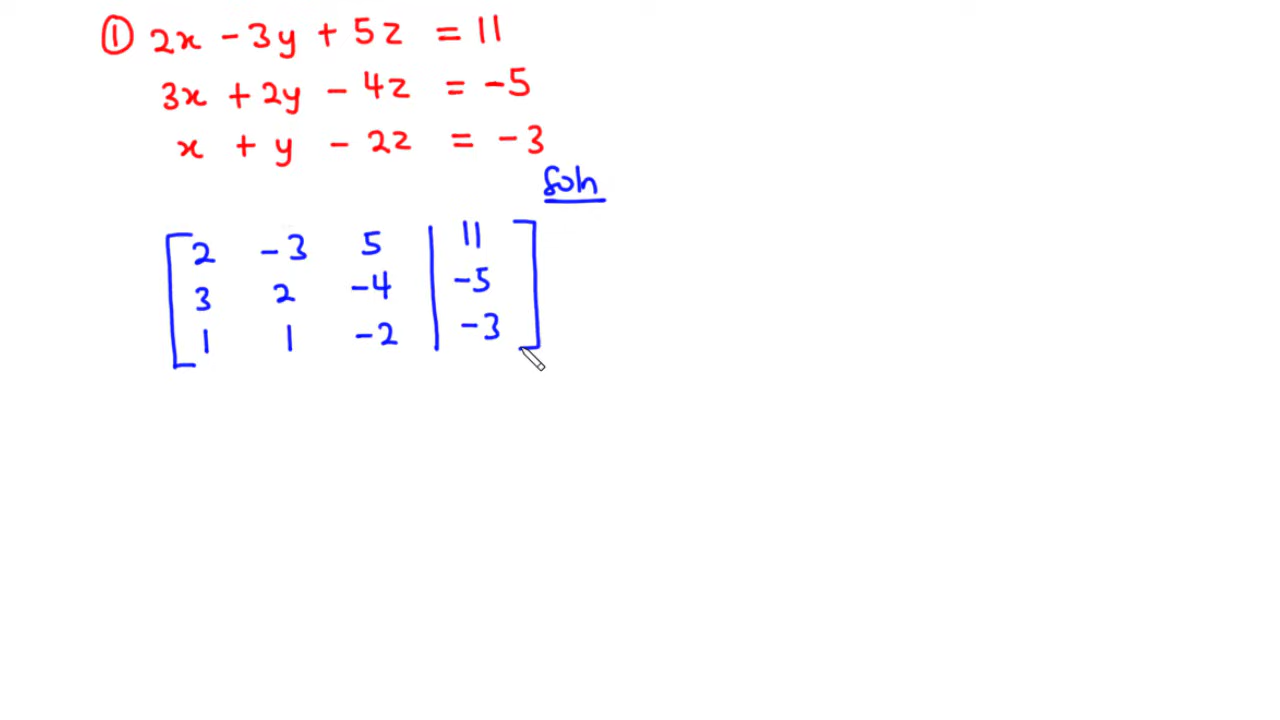 ① 2x - 3y + 5z = 11
3x + 2y - 4z = -5
x + y - 2z = -3
Soln
2 -3 5 | 11
3 2 -4 | -5
1 1 -2 | -3